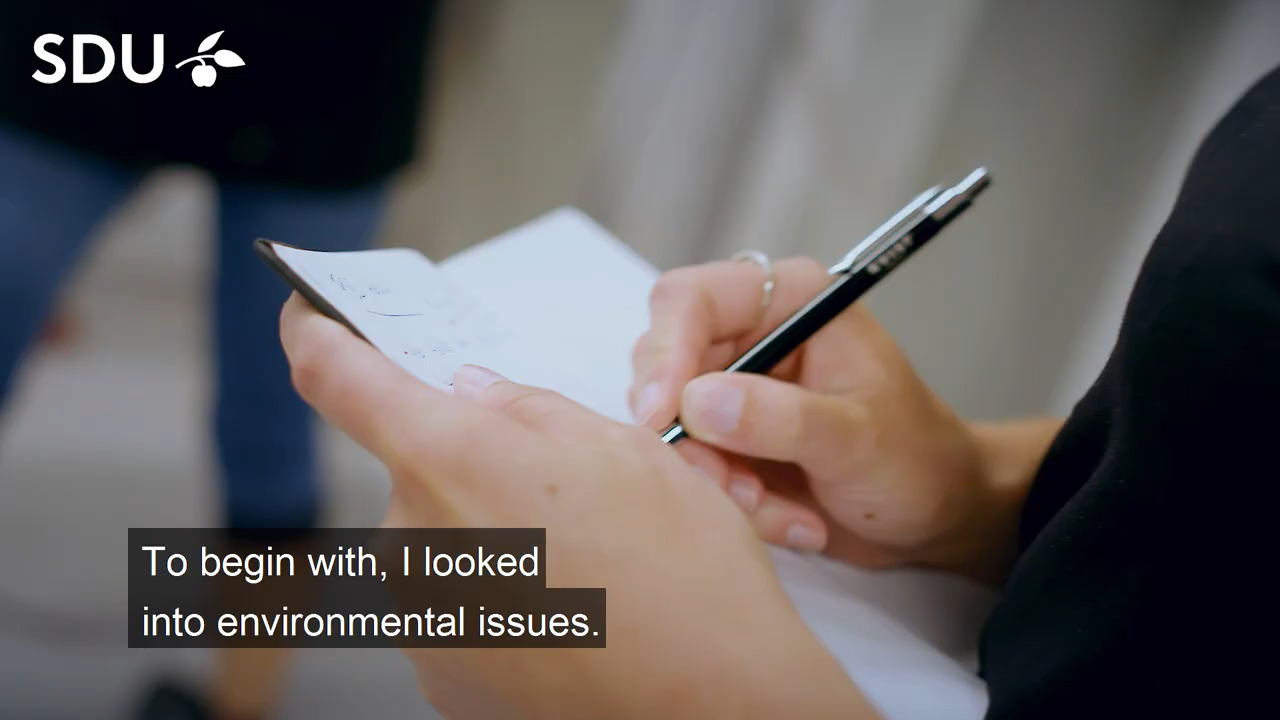 SDU
To begin with, I looked
into environmental issues.